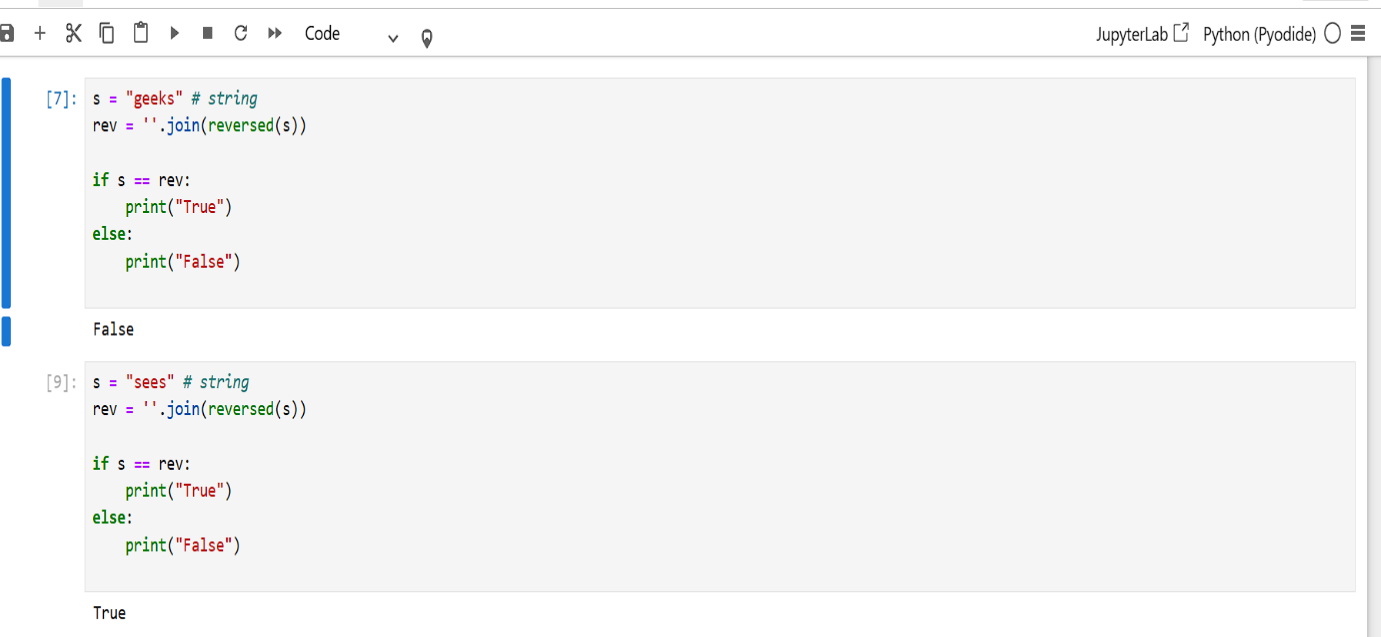 Code
JupyterLab Python (Pyodide)
[7]: s = "geeks" # string
rev = ''.join(reversed(s))
if s == rev:
    print("True")
else:
    print("False")
False
[9]: s = "sees" # string
rev = ''.join(reversed(s))
if s == rev:
    print("True")
else:
    print("False")
True